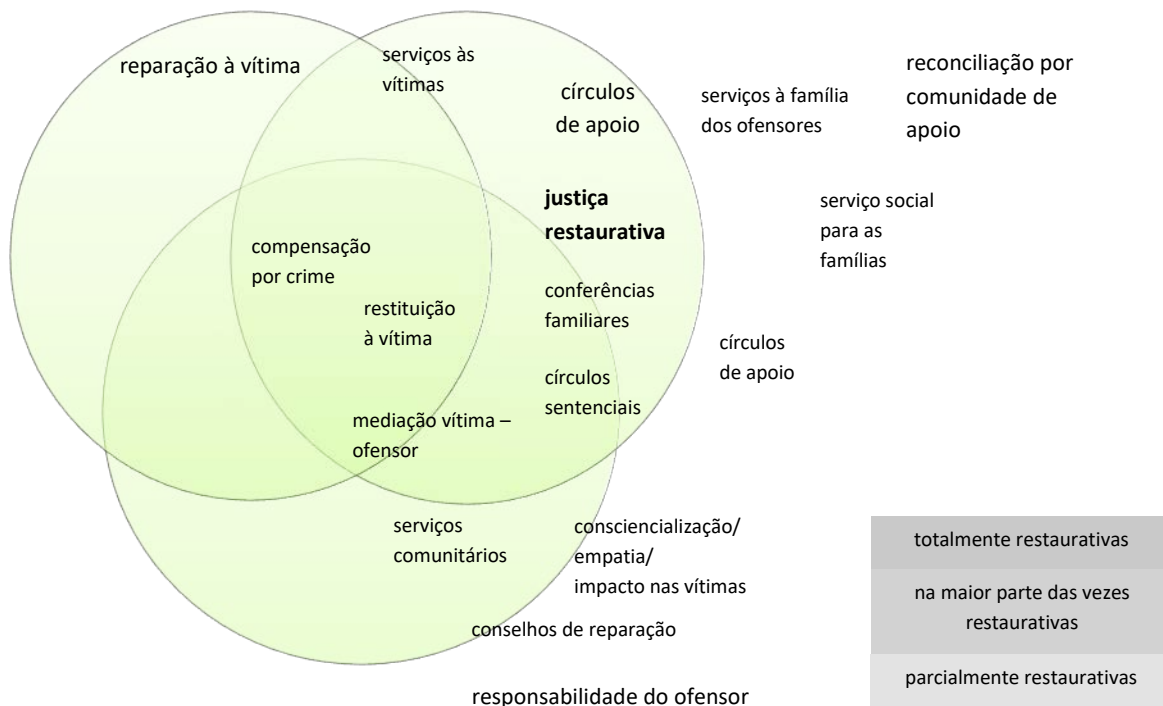 reparação à vítima
serviços às
vítimas
círculos
de apoio
serviços à família
dos ofensores
reconciliação por
comunidade de
apoio
justiça
restaurativa
serviço social
para as
famílias
compensação
por crime
restituição
à vítima
conferências
familiares
círculos
de apoio
círculos
sentenciais
mediação vítima –
ofensor
serviços
comunitários
consciencialização/
empatia/
impacto nas vítimas
conselhos de reparação
responsabilidade do ofensor
totalmente restaurativas
na maior parte das vezes
restaurativas
parcialmente restaurativas